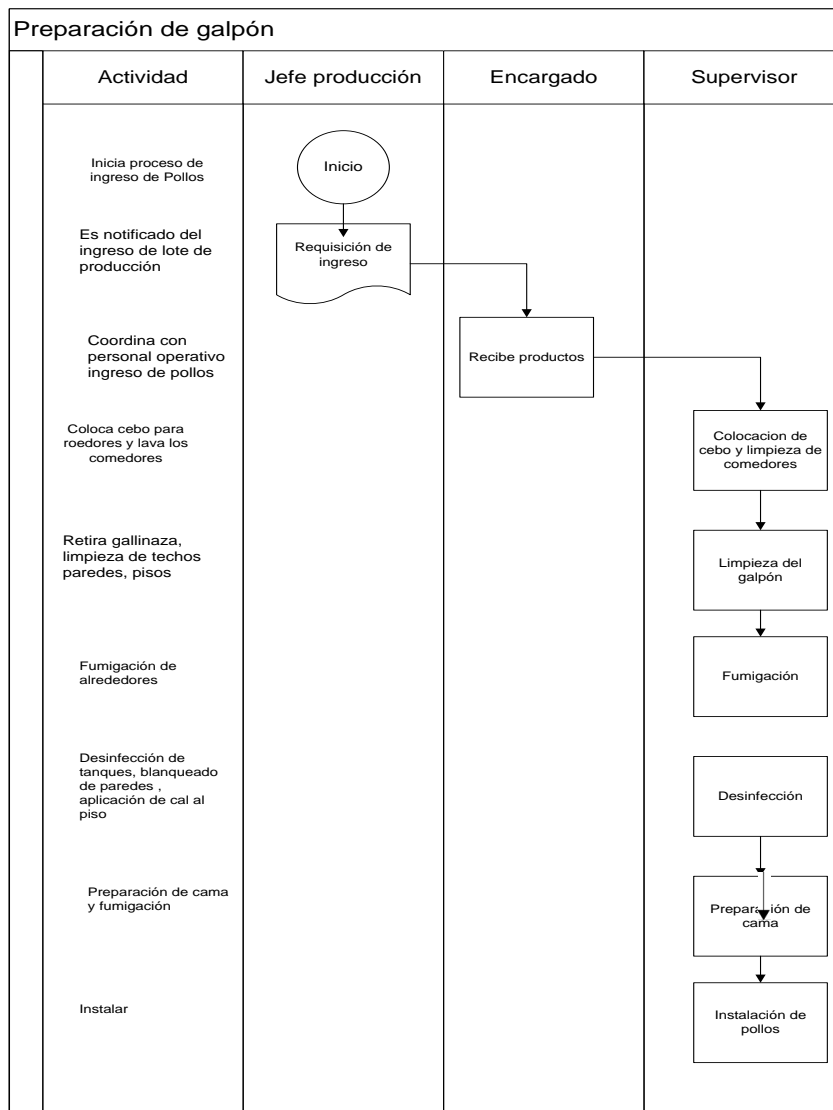 Preparación de galpón
Actividad
Jefe producción
Encargado
Supervisor
Inicia proceso de
ingreso de Pollos
Inicio
Es notificado del
ingreso de lote de
producción
Requisición de
ingreso
Coordina con
personal operativo
ingreso de pollos
Recibe productos
Coloca cebo para
roedores y lava los
comedores
Colocacion de
cebo y limpieza de
comedores
Retira gallinaza,
limpieza de techos
paredes, pisos
Limpieza del
galpón
Fumigación de
alrededores
Fumigación
Desinfección de
tanques, blanqueado
de paredes ,
aplicación de cal al
piso
Desinfección
Preparación de cama
y fumigación
Preparación de
cama
Instalar
Instalación de
pollos